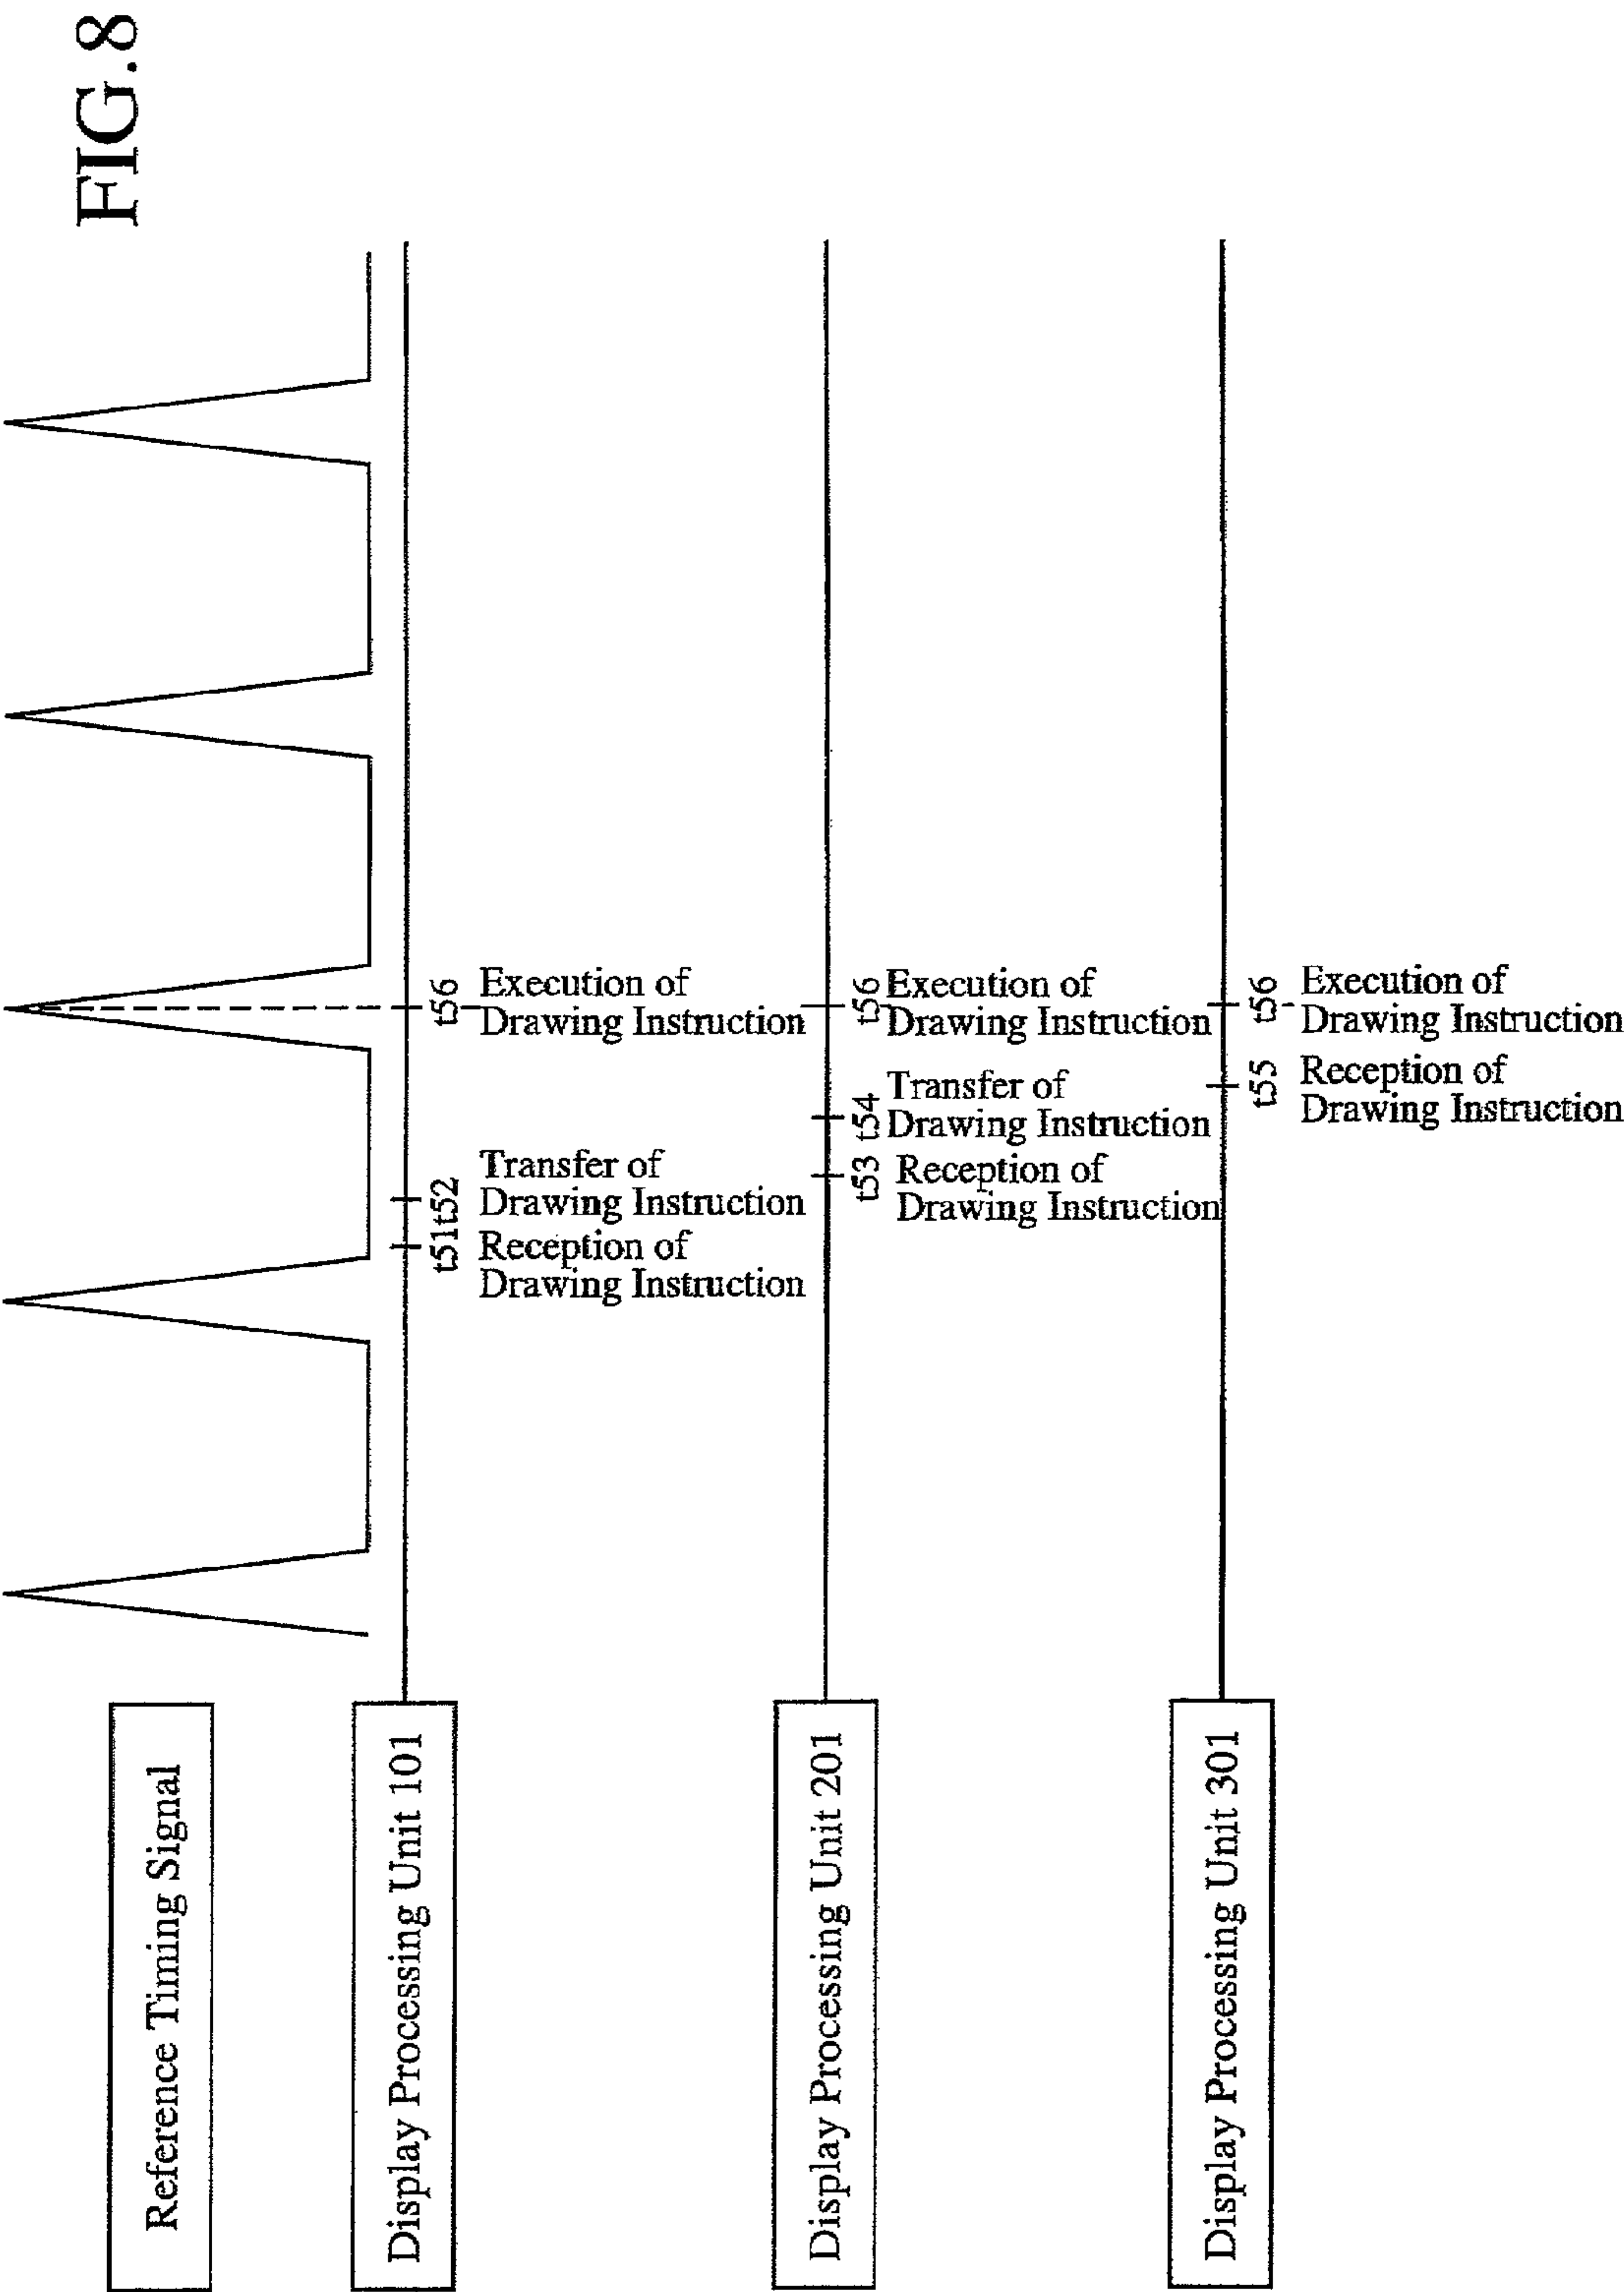 FIG.8
Reference Timing Signal
Display Processing Unit 101
t51
Reception of
Drawing Instruction
t52
Transfer of
Drawing Instruction
t56
Execution of
Drawing Instruction
Display Processing Unit 201
t53
Reception of
Drawing Instruction
t54
Transfer of
Drawing Instruction
t56
Execution of
Drawing Instruction
Display Processing Unit 301
t55
Reception of
Drawing Instruction
t56
Execution of
Drawing Instruction